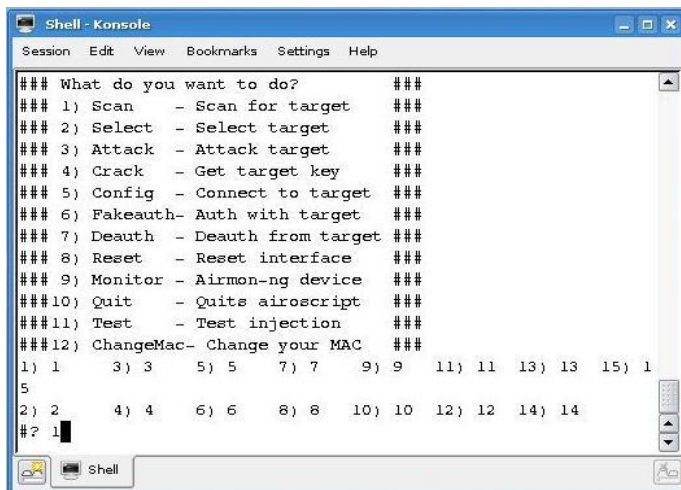 Shell - Konsole
Session Edit View Bookmarks Settings Help
### What do you want to do? ###
### 1) Scan - Scan for target ###
### 2) Select - Select target ###
### 3) Attack - Attack target ###
### 4) Crack - Get target key ###
### 5) Config - Connect to target ###
### 6) Fakeauth- Auth with target ###
### 7) Deauth - Deauth from target ###
### 8) Reset - Reset interface ###
### 9) Monitor - Airmon-ng device ###
###10) Quit - Quits airoscript ###
###11) Test - Test injection ###
###12) ChangeMac- Change your MAC ###
1) 1 3) 3 5) 5 7) 7 9) 9 11) 11 13) 13 15) 1
5
2) 2 4) 4 6) 6 8) 8 10) 10 12) 12 14) 14
#? 1
Shell